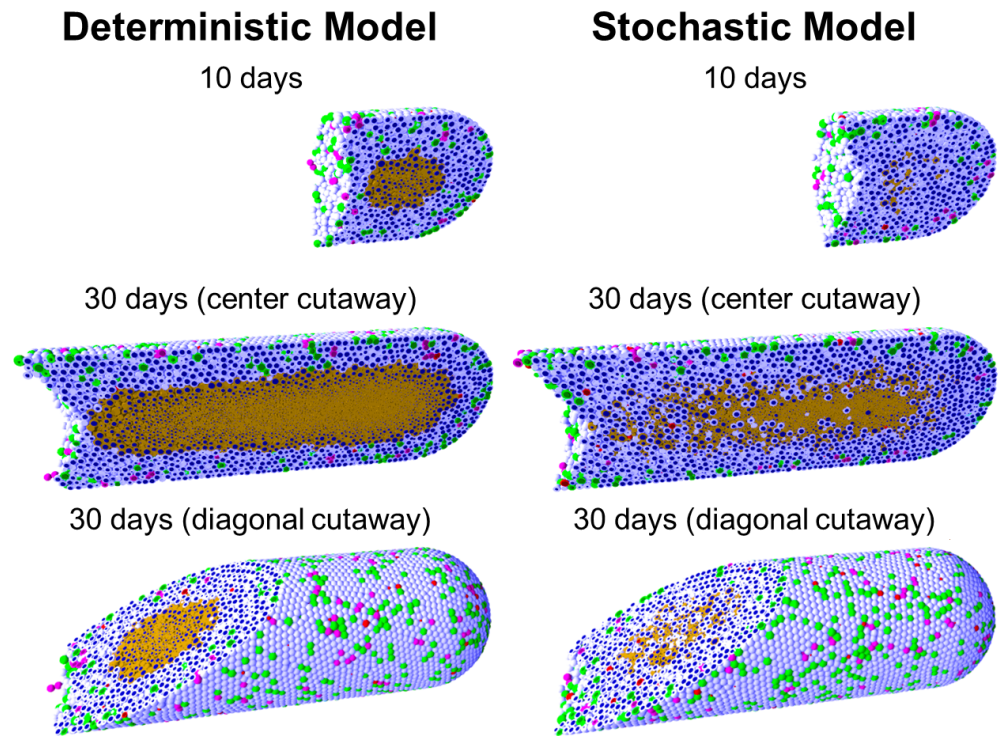 Deterministic Model
Stochastic Model
10 days
10 days
30 days (center cutaway)
30 days (center cutaway)
30 days (diagonal cutaway)
30 days (diagonal cutaway)